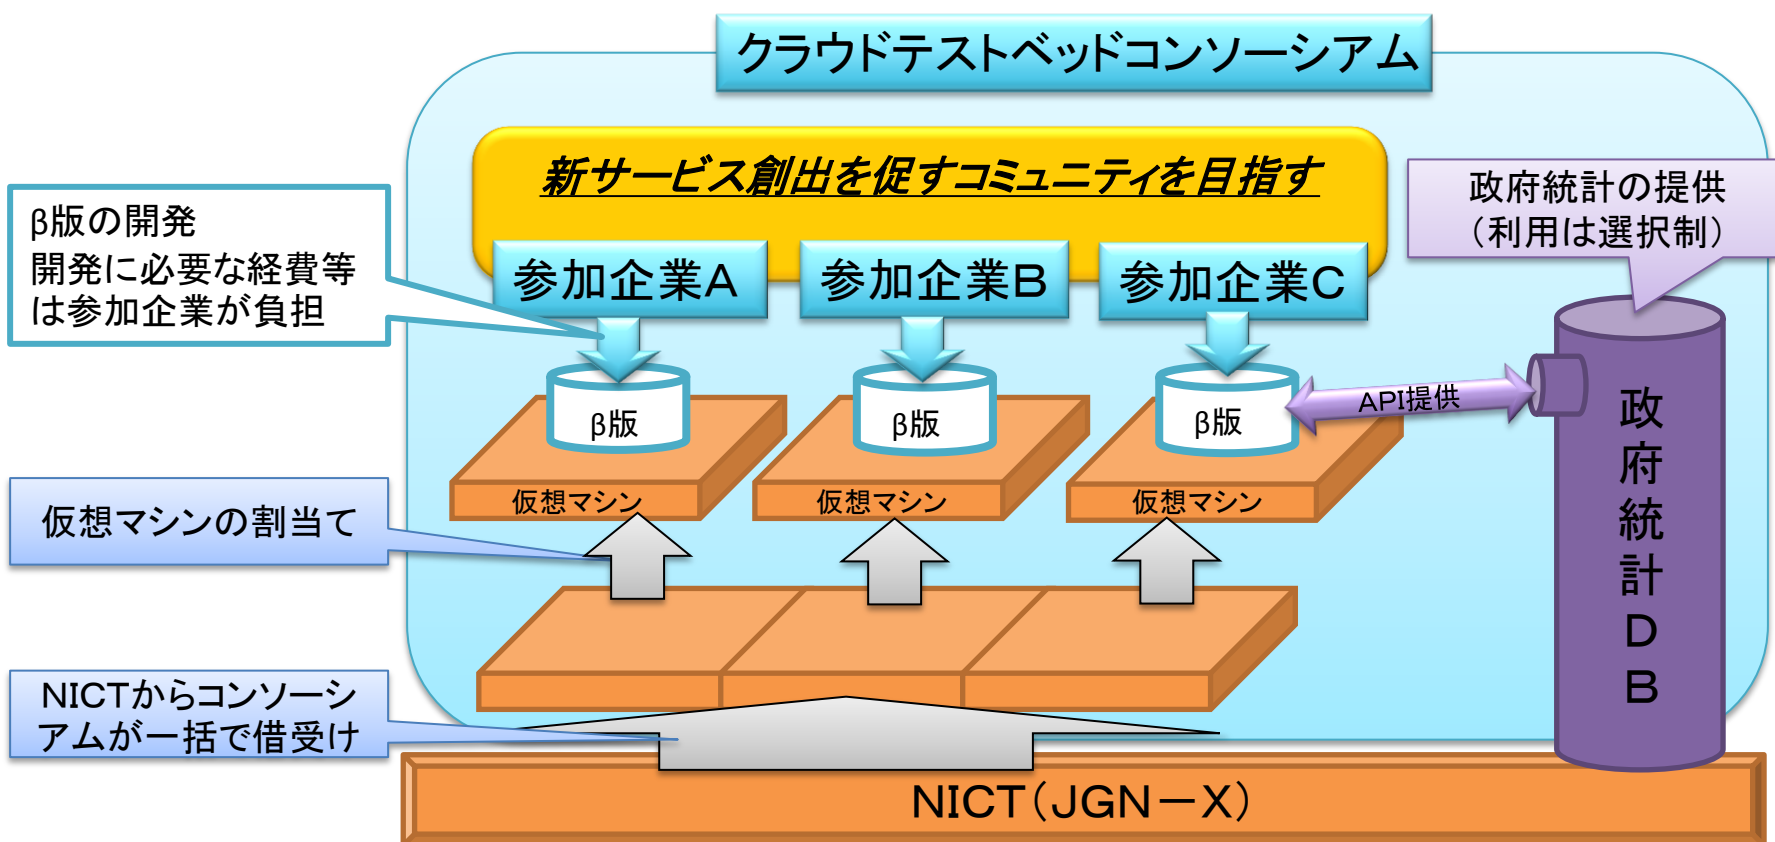 クラウドテストベッドコンソーシアム
新サービス創出を促すコミュニティを目指す
政府統計の提供
（利用は選択制）
β版の開発
開発に必要な経費等
は参加企業が負担
参加企業A
参加企業B
参加企業C
β版
β版
β版
API提供
政府統計DB
仮想マシン
仮想マシン
仮想マシン
仮想マシンの割当て
NICTからコンソーシ
アムが一括で借受け
NICT（JGN－X）